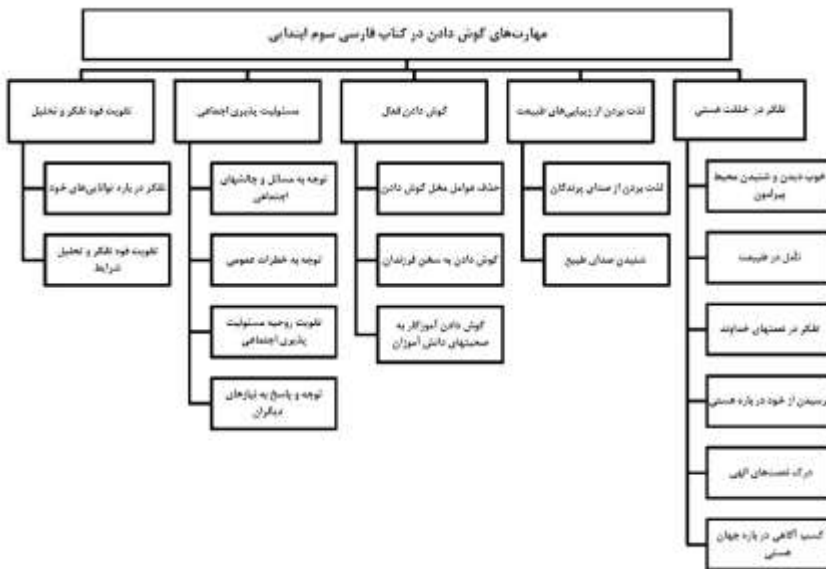 مهارت‌های گوش دادن در کتاب فارسی سوم ابتدایی
تفکر در خلقت هستی
خوب دیدن و شنیدن محیط
پیرامون
تأمل در طبیعت
تفکر در نعمتهای خداوند
پرسیدن از خود در باره هستی
درک نعمت‌های الهی
کسب آگاهی در باره جهان
هستی
لذت بردن از زیبایی‌های طبیعت
لذت بردن از صدای پرندگان
شنیدن صدای طبیع
گوش دادن فعال
حذف عوامل مخل گوش دادن
گوش دادن به سخن فرزندان
گوش دادن آموزگار به
صحبتهای دانش آموزان
مسئولیت پذیری اجتماعی
توجه به مسائل و چالشهای
اجتماعی
توجه به خطرات عمومی
تقویت روحیه مسئولیت
پذیری اجتماعی
توجه و پاسخ به نیازهای
دیگران
تقویت قوه تفکر و تحلیل
تفکر در باره توانایی‌های خود
تقویت قوه تفکر و تحلیل
شرایط